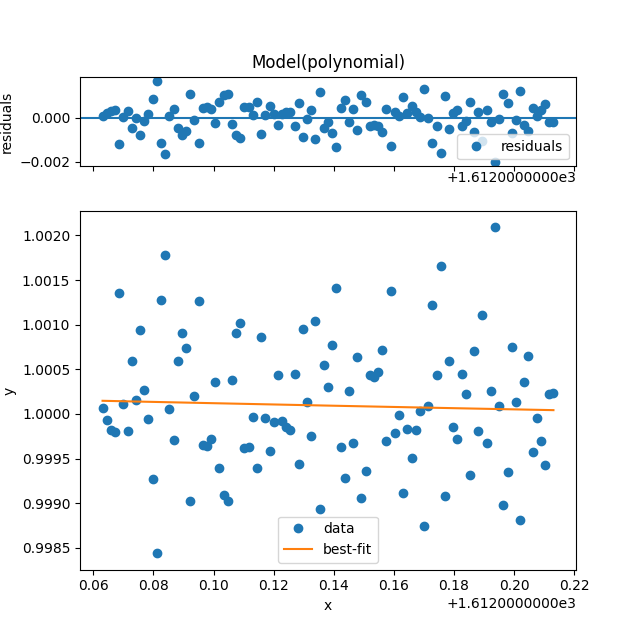 Model(polynomial)
residuals
0.000
−0.002
residuals
+1.6120000000e3
y
1.0020
1.0015
1.0010
1.0005
1.0000
0.9995
0.9990
0.9985
data
best-fit
0.06 0.08 0.10 0.12 0.14 0.16 0.18 0.20 0.22
x
+1.6120000000e3